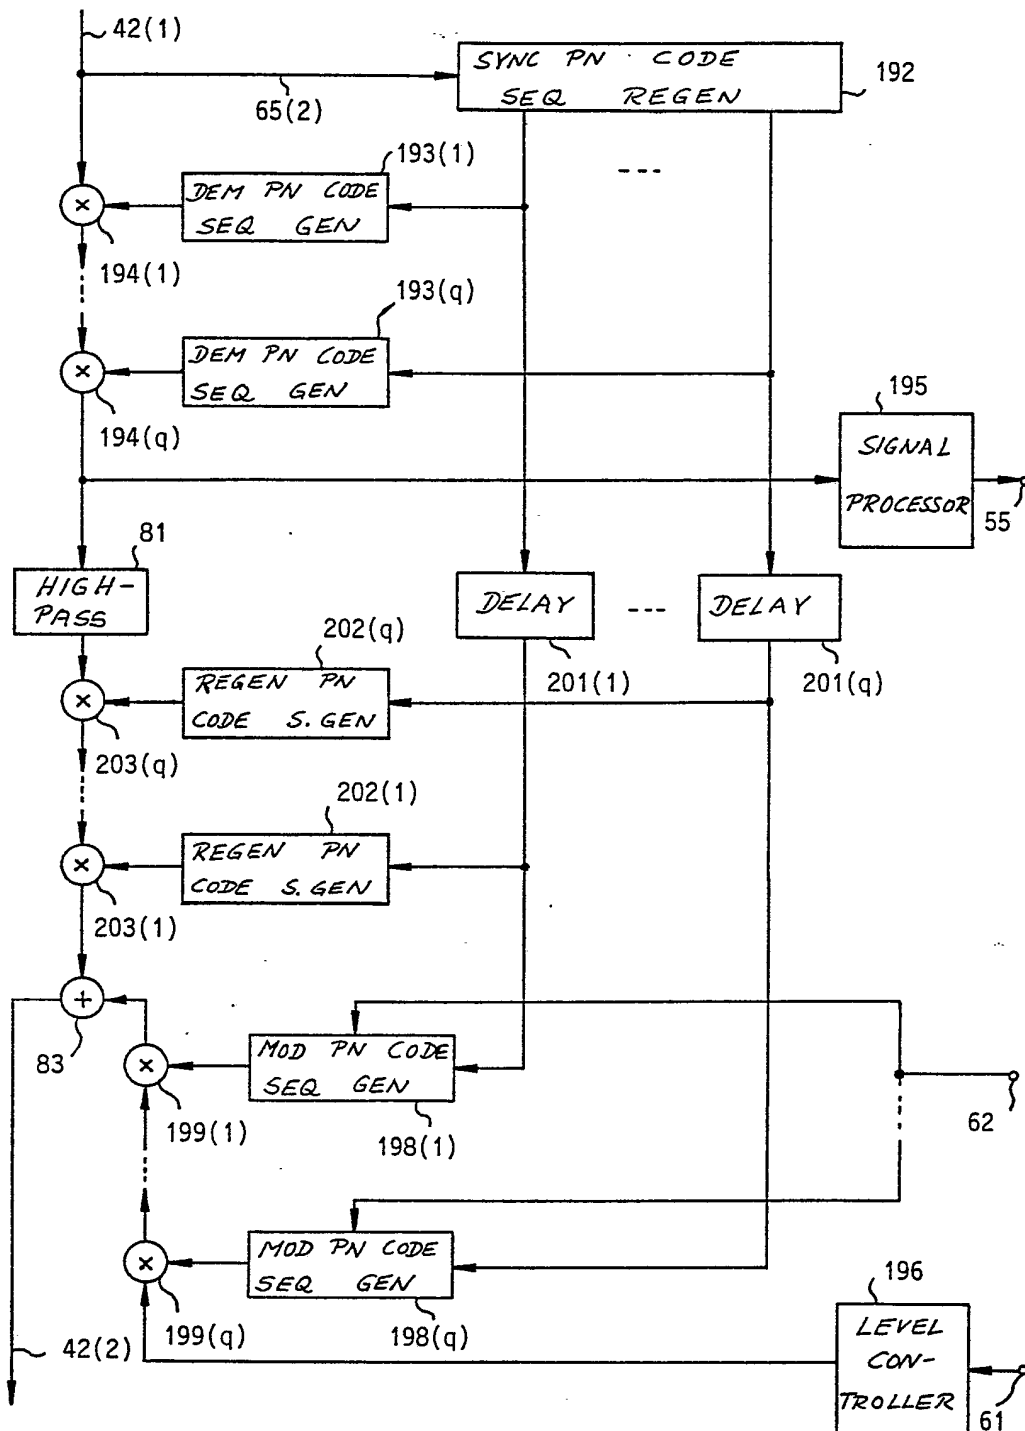 42(1)
SYNC PN CODE
SEQ REGEN
192
65(2)
193(1)
DEM PN CODE
SEQ GEN
---
194(1)
193(q)
DEM PN CODE
SEQ GEN
194(q)
195
SIGNAL
PROCESSOR
55
81
HIGH-
PASS
DELAY
---
DELAY
201(1)
201(q)
202(q)
REGEN PN
CODE S.GEN
203(q)
202(1)
REGEN PN
CODE S.GEN
203(1)
+
83
MOD PN CODE
SEQ GEN
199(1)
198(1)
62
MOD PN CODE
SEQ GEN
199(q)
198(q)
196
LEVEL
CON-
TROLLER
42(2)
61